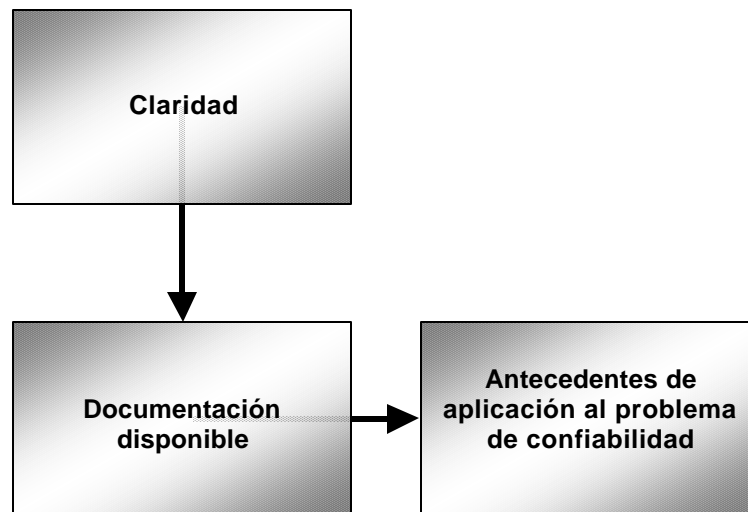 Claridad
Documentación
disponible
Antecedentes de
aplicación al problema
de confiabilidad